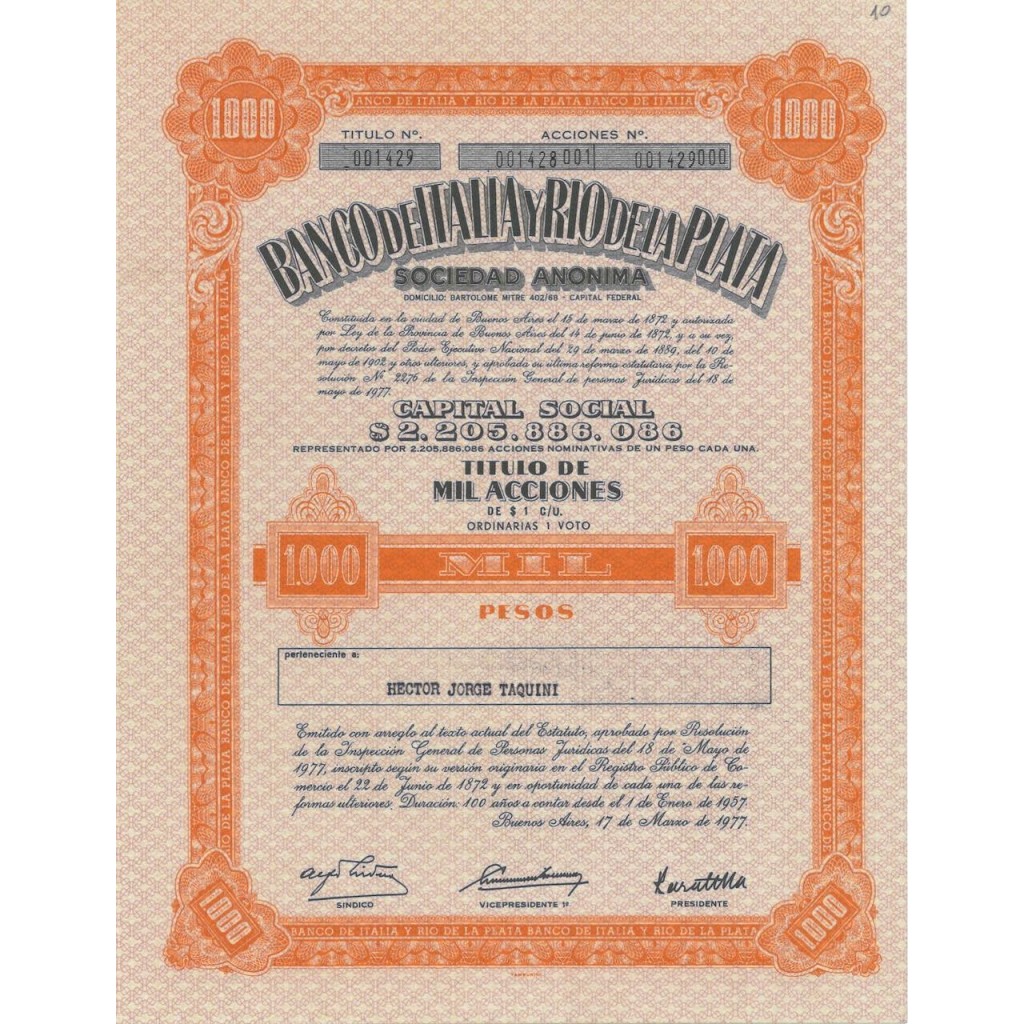 10
1000
1000
BANCO DE ITALIA Y RIO DE LA PLATA BANCO DE ITALIA
TITULO Nº.
ACCIONES Nº.
001429
001428 001
001429000
BANCO DE ITALIA Y RIO DE LA PLATA
SOCIEDAD ANONIMA
DOMICILIO: BARTOLOME MITRE 402/68 - CAPITAL FEDERAL
Constituida en la ciudad de Buenos Aires el 15 de marzo de 1872 y autorizada
por Ley de la Provincia de Buenos Aires del 14 de junio de 1872, y a su vez,
por decretos del Poder Ejecutivo Nacional del 29 de marzo de 1889, del 10 de
mayo de 1902 y otros ulteriores, y aprobada su última reforma estatutaria por la Re-
solución Nº 2276 de la Inspección General de personas Jurídicas del 18 de
mayo de 1977.
CAPITAL SOCIAL
$ 2.205.886.086
REPRESENTADO POR 2.205.886.086 ACCIONES NOMINATIVAS DE UN PESO CADA UNA.
TITULO DE
MIL ACCIONES
DE $ 1 C/U.
ORDINARIAS 1 VOTO
1.000
MIL
1.000
PESOS
perteneciente a:
HECTOR JORGE TAQUINI
Emitido con arreglo al texto actual del Estatuto, aprobado por Resolución
de la Inspección General de Personas Jurídicas del 18 de Mayo de
1977, inscripto según su versión originaria en el Registro Público de Co-
mercio el 22 de Junio de 1872 y en oportunidad de cada una de las re-
formas ulteriores. Duración: 100 años a contar desde el 1 de Enero de 1957.
Buenos Aires, 17 de Marzo de 1977.
SINDICO
VICEPRESIDENTE 1º
PRESIDENTE
1000
1000
BANCO DE ITALIA Y RIO DE LA PLATA BANCO DE ITALIA Y RIO DE LA PLATA